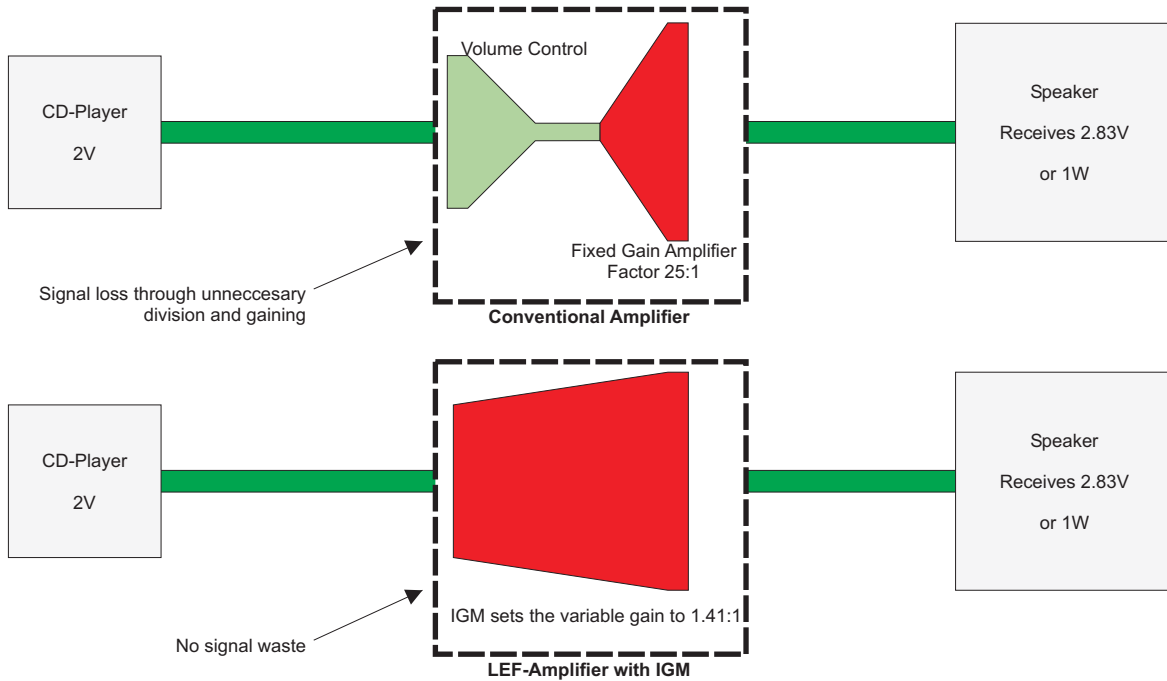 Volume Control
CD-Player
2V
Speaker
Receives 2.83V
or 1W
Fixed Gain Amplifier
Factor 25:1
Signal loss through unneccesary
division and gaining
Conventional Amplifier
CD-Player
2V
Speaker
Receives 2.83V
or 1W
IGM sets the variable gain to 1.41:1
No signal waste
LEF-Amplifier with IGM